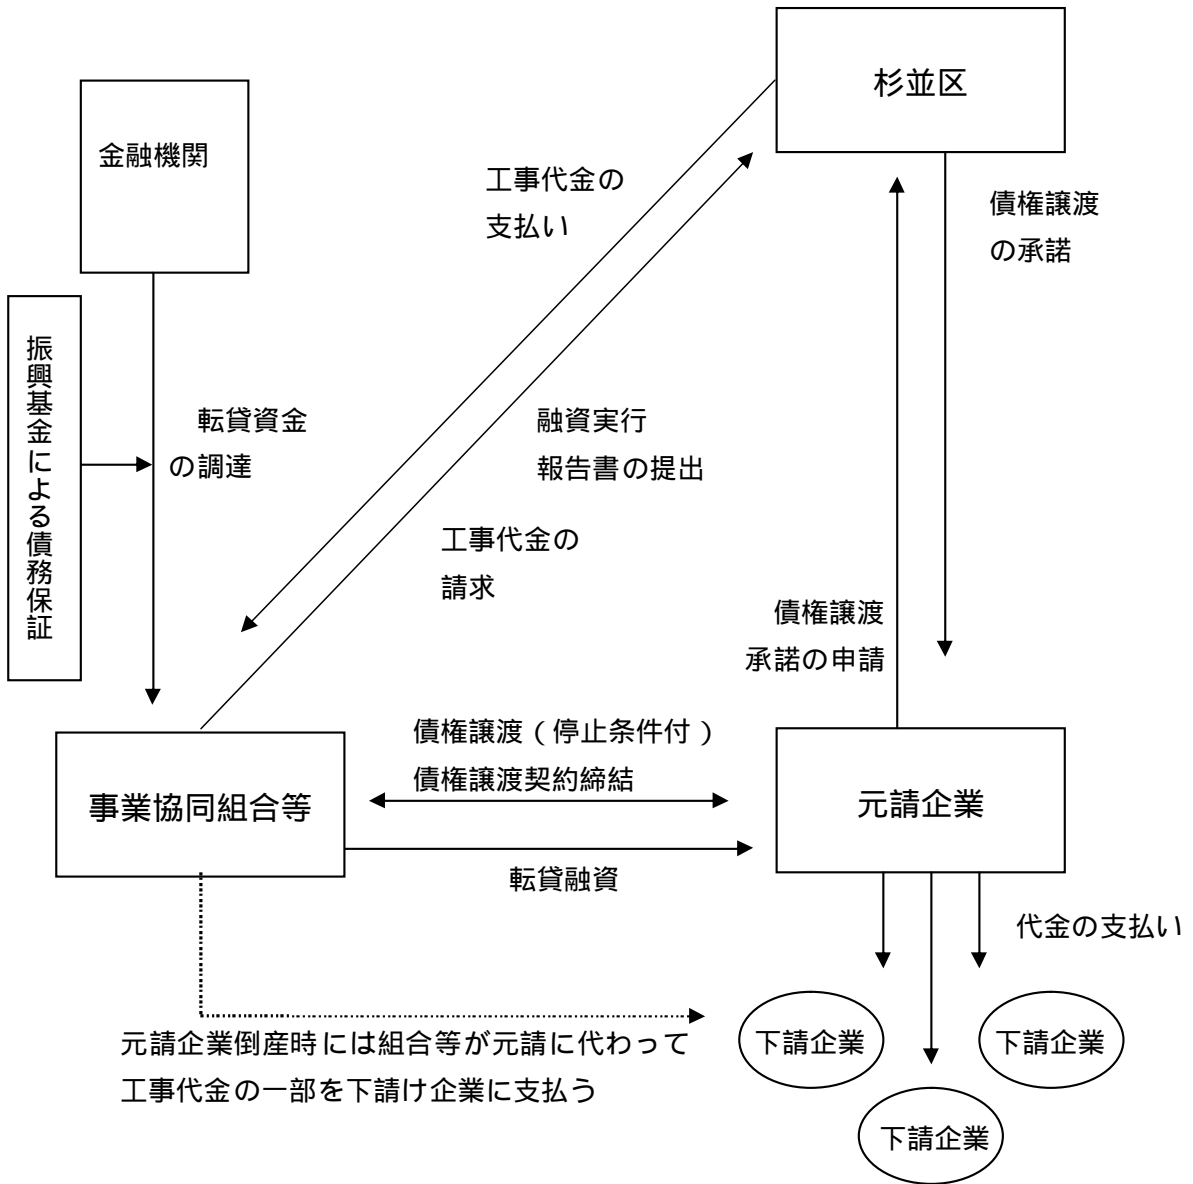 杉並区
金融機関
工事代金の
支払い
債権譲渡
の承諾
振興基金による債務保証
転貸資金
の調達
融資実行
報告書の提出
工事代金の
請求
債権譲渡
承諾の申請
債権譲渡（停止条件付）
債権譲渡契約締結
事業協同組合等
元請企業
転貸融資
代金の支払い
元請企業倒産時には組合等が元請に代わって
工事代金の一部を下請け企業に支払う
下請企業
下請企業
下請企業